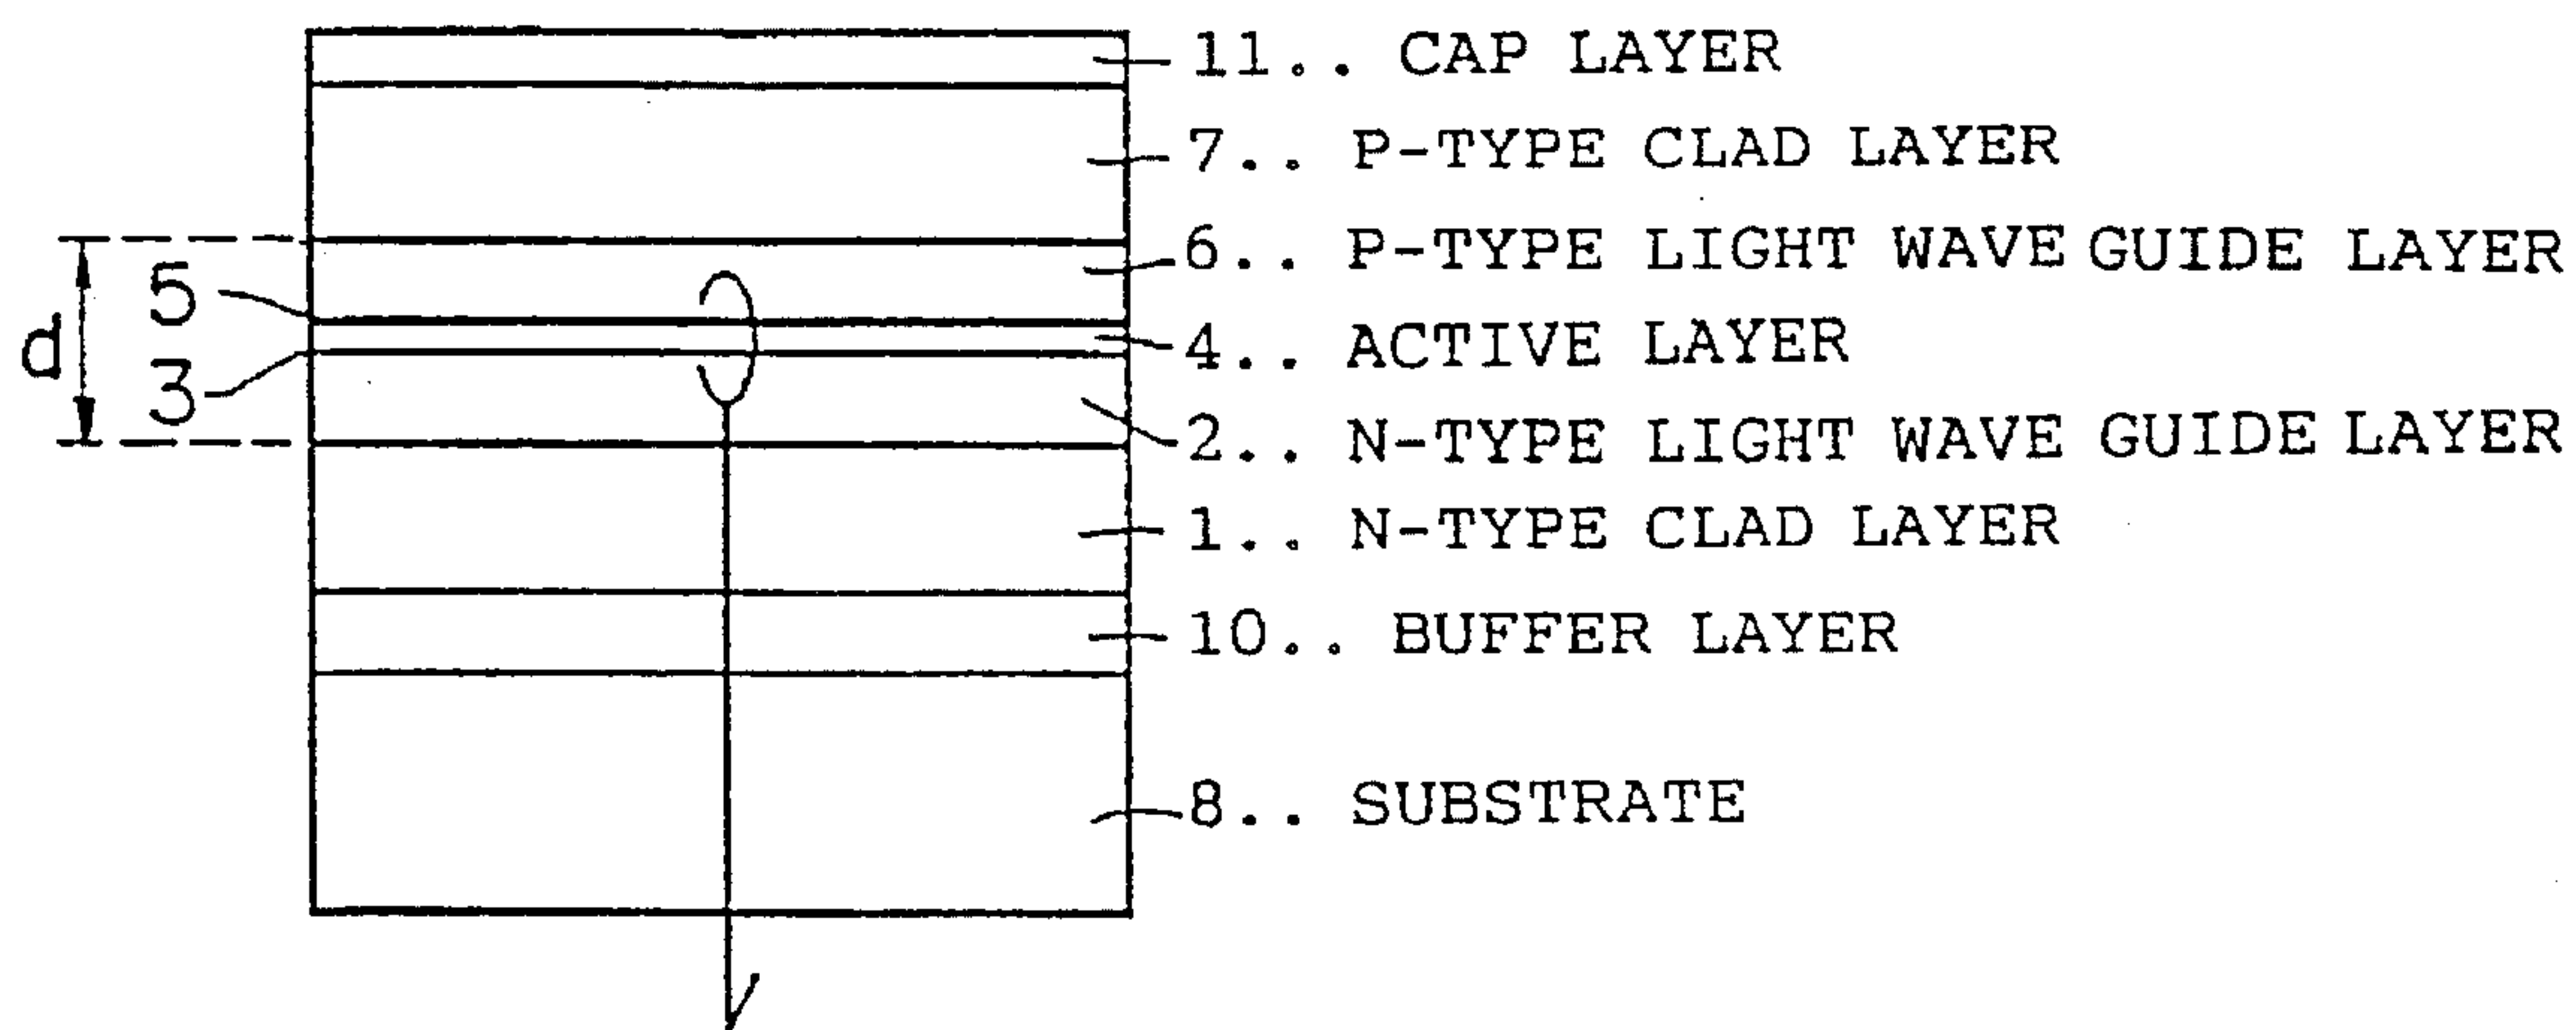 11.. CAP LAYER
7.. P-TYPE CLAD LAYER
6.. P-TYPE LIGHT WAVE GUIDE LAYER
5
4.. ACTIVE LAYER
d
3
2.. N-TYPE LIGHT WAVE GUIDE LAYER
1.. N-TYPE CLAD LAYER
10.. BUFFER LAYER
8.. SUBSTRATE